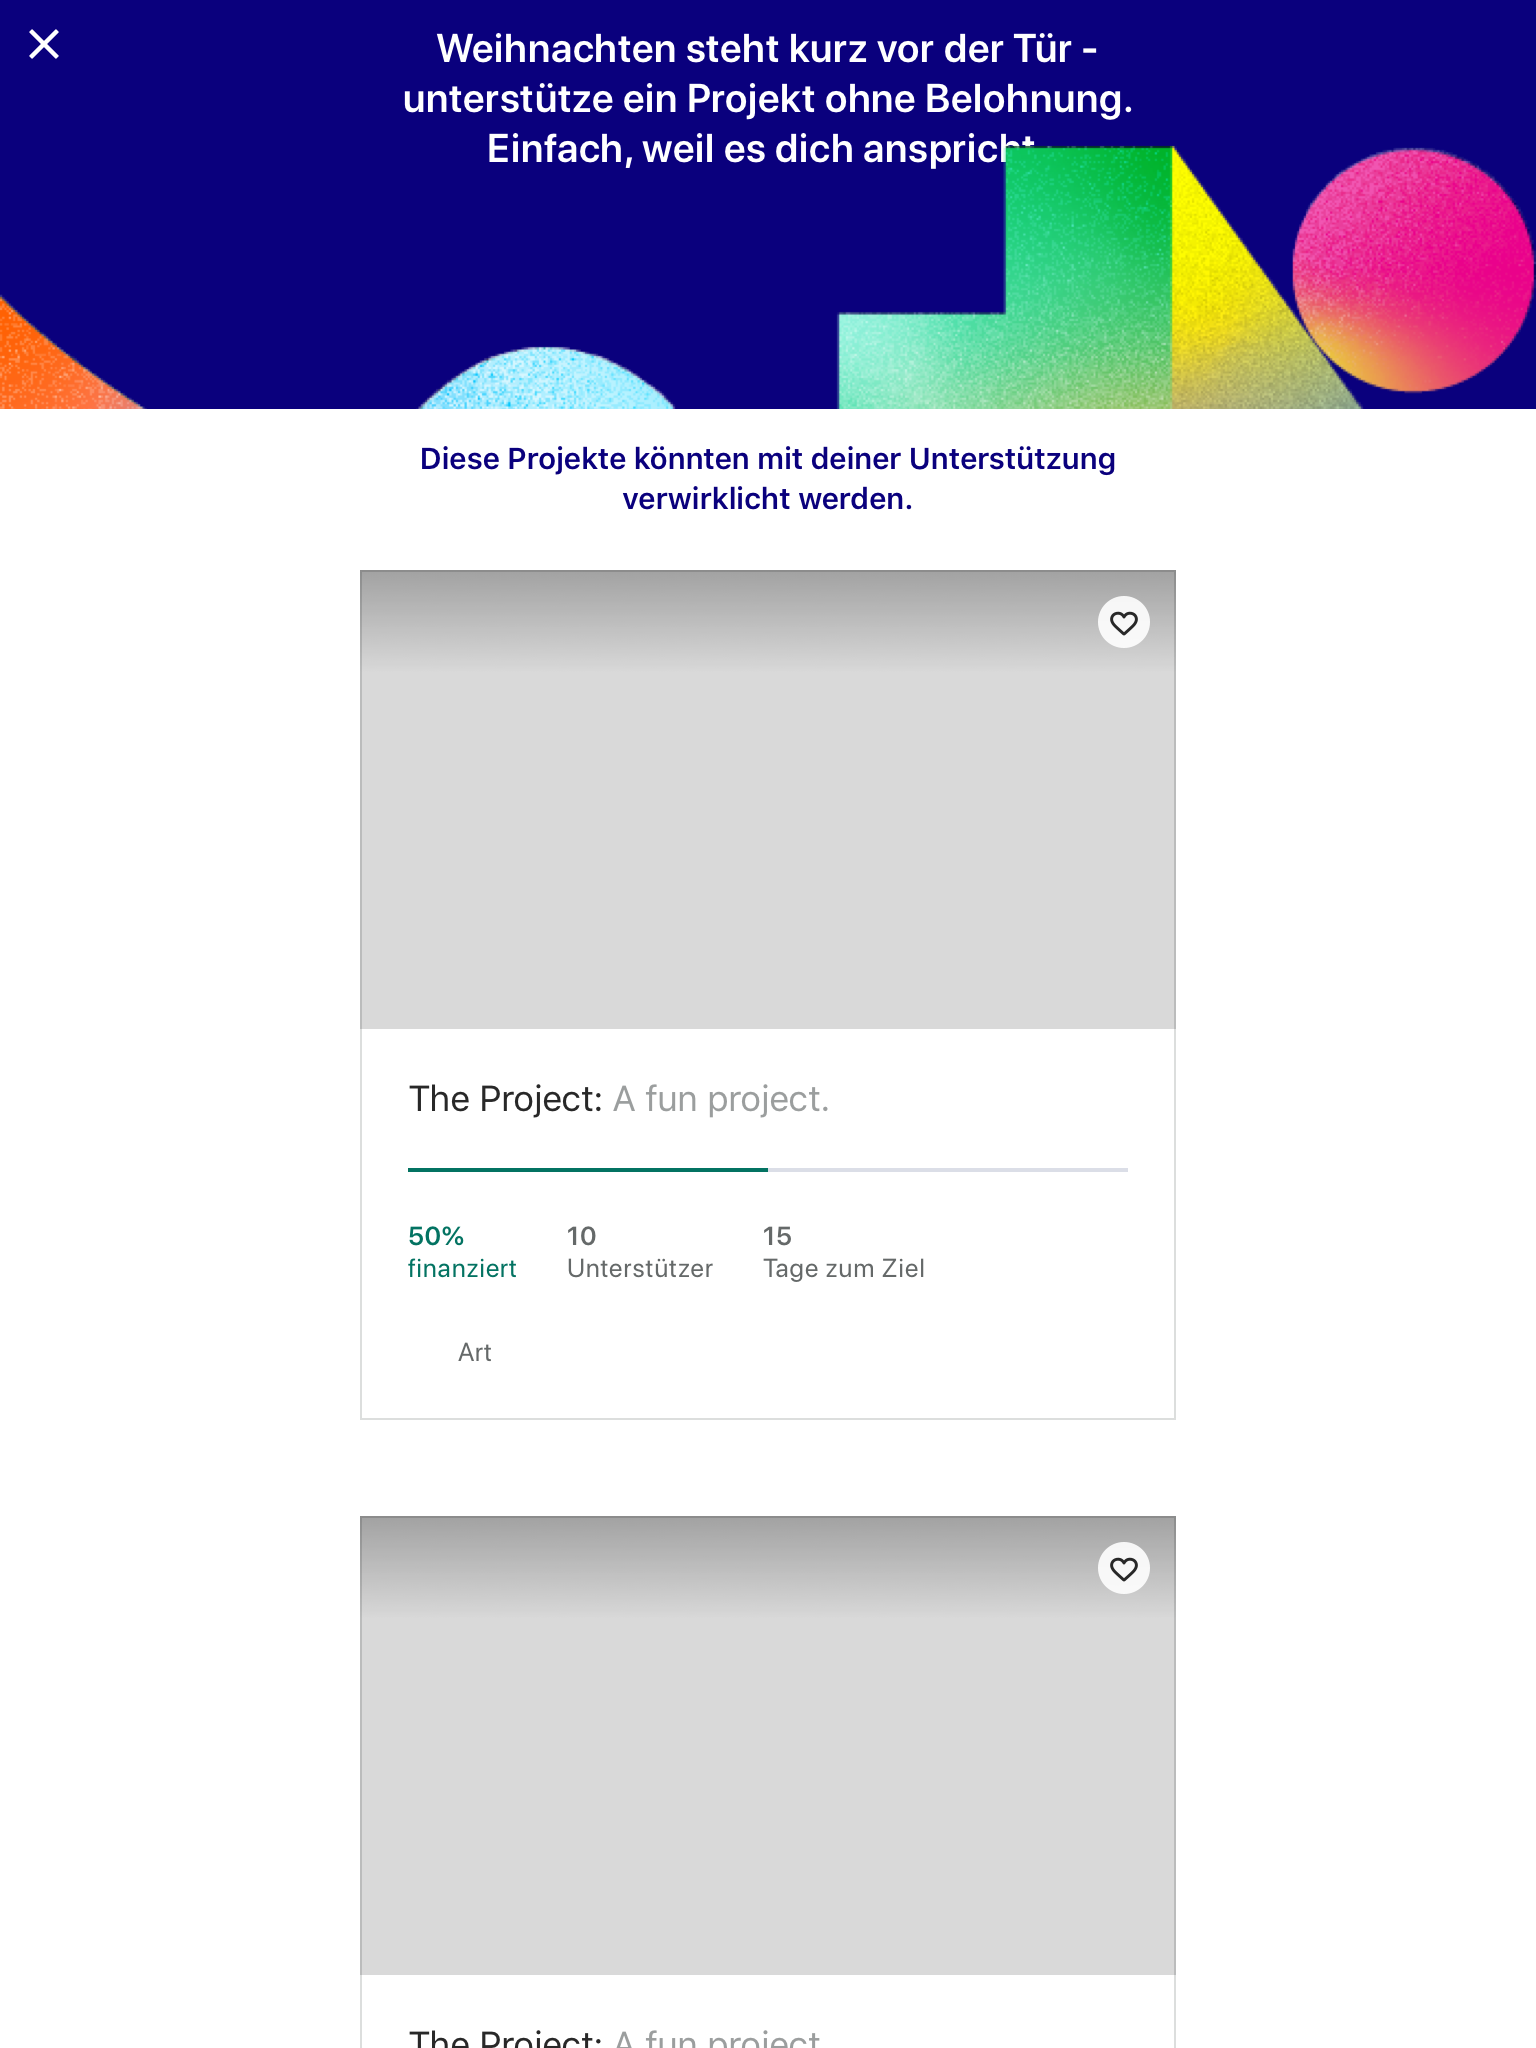 Weihnachten steht kurz vor der Tür -
unterstütze ein Projekt ohne Belohnung.
Einfach, weil es dich anspricht
Diese Projekte könnten mit deiner Unterstützung
verwirklicht werden.
The Project: A fun project.
50%
finanziert
10
Unterstützer
15
Tage zum Ziel
Art
The Project: A fun project